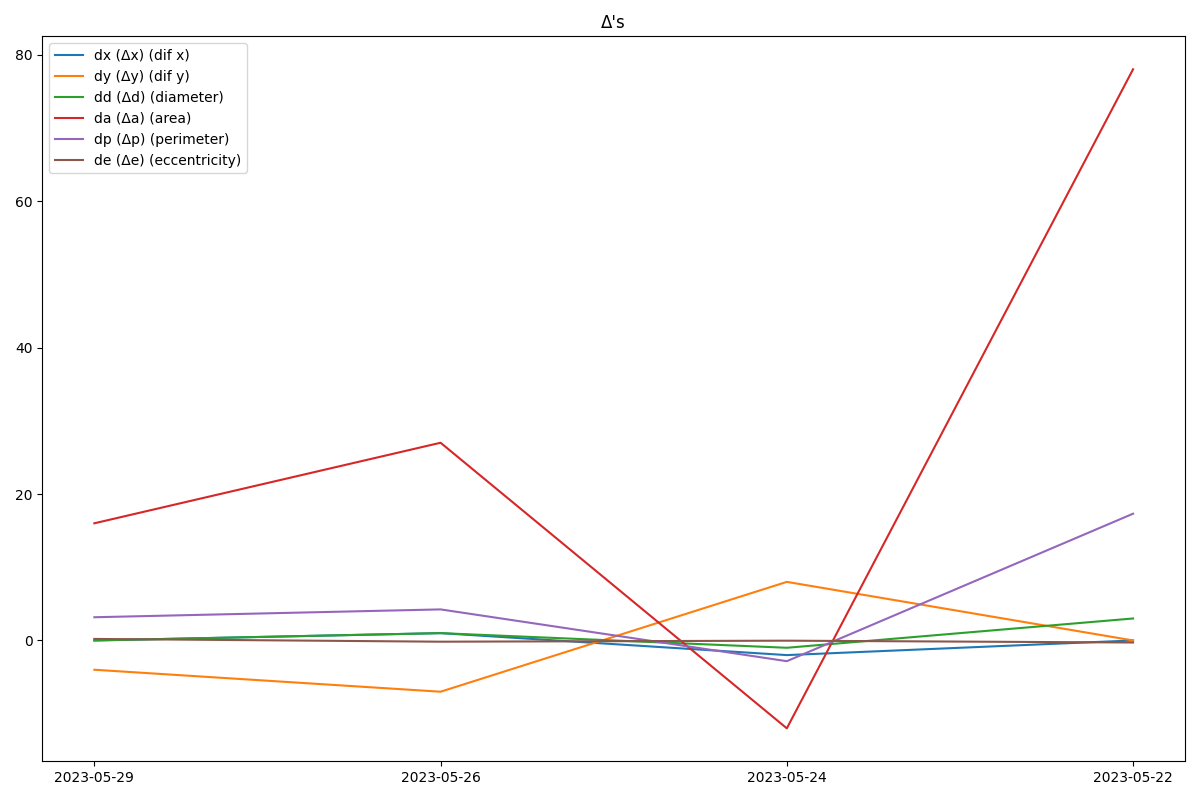 Δ's
dx (Δx) (dif x)
dy (Δy) (dif y)
dd (Δd) (diameter)
da (Δa) (area)
dp (Δp) (perimeter)
de (Δe) (eccentricity)
80
60
40
20
0
2023-05-29
2023-05-26
2023-05-24
2023-05-22